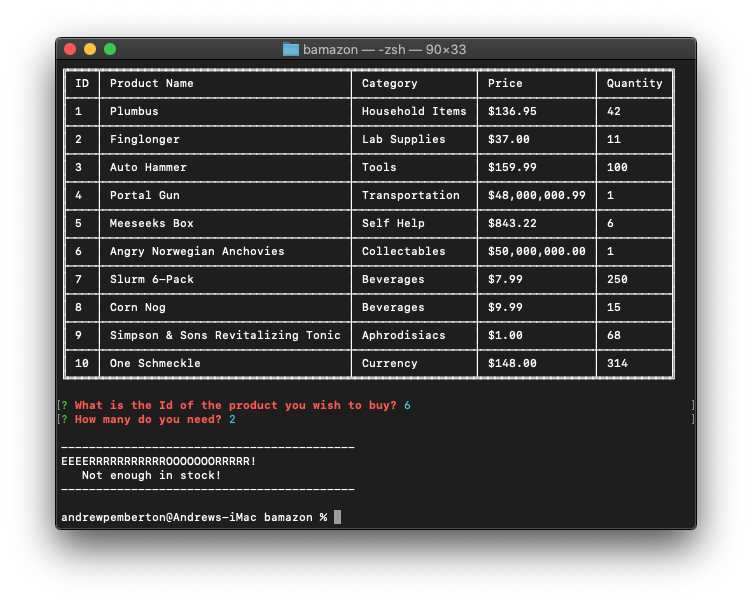 bamazon — -zsh — 90×33
ID Product Name Category Price Quantity
1 Plumbus Household Items $136.95 42
2 Finglonger Lab Supplies $37.00 11
3 Auto Hammer Tools $159.99 100
4 Portal Gun Transportation $48,000,000.99 1
5 Meeseeks Box Self Help $843.22 6
6 Angry Norwegian Anchovies Collectables $50,000,000.00 1
7 Slurm 6-Pack Beverages $7.99 250
8 Corn Nog Beverages $9.99 15
9 Simpson & Sons Revitalizing Tonic Aphrodisiacs $1.00 68
10 One Schmeckle Currency $148.00 314
[? What is the Id of the product you wish to buy? 6 ]
[? How many do you need? 2 ]
------------------------------------------
EEEERRRRRRRRRRROOOOOOORRRRR!
Not enough in stock!
------------------------------------------
andrewpemberton@Andrews-iMac bamazon %